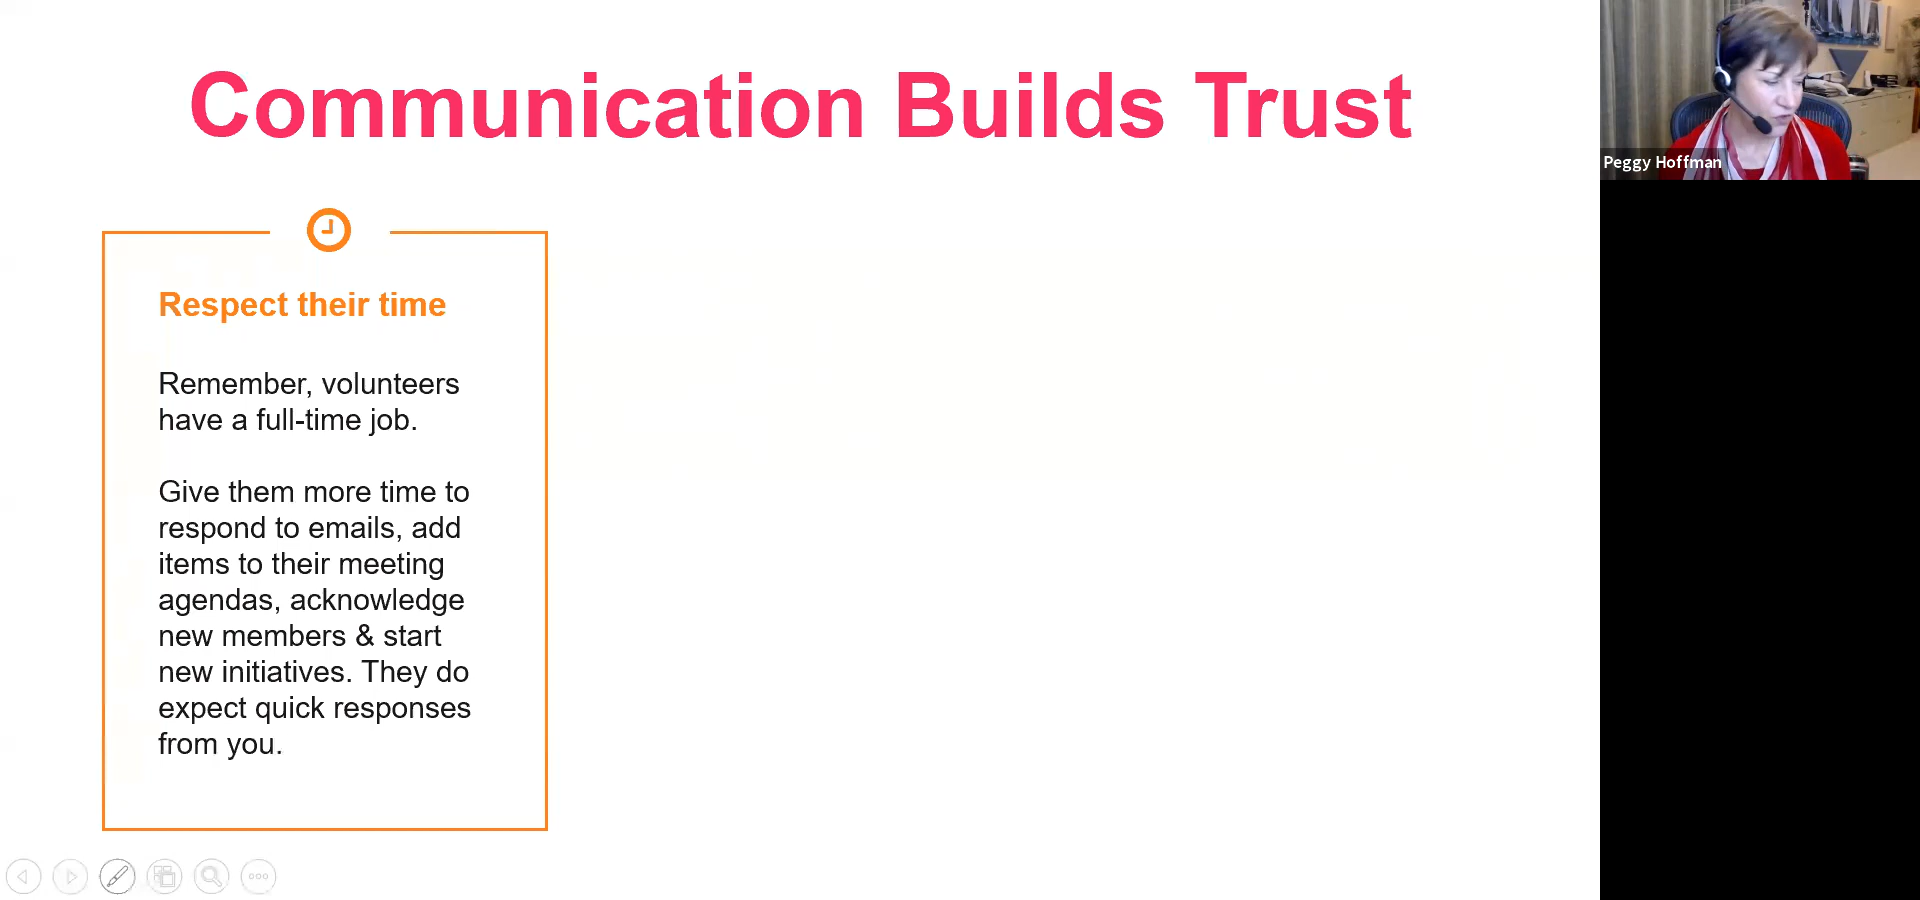 Communication Builds Trust
Peggy Hoffman
Respect their time
Remember, volunteers
have a full-time job.
Give them more time to
respond to emails, add
items to their meeting
agendas, acknowledge
new members & start
new initiatives. They do
expect quick responses
from you.